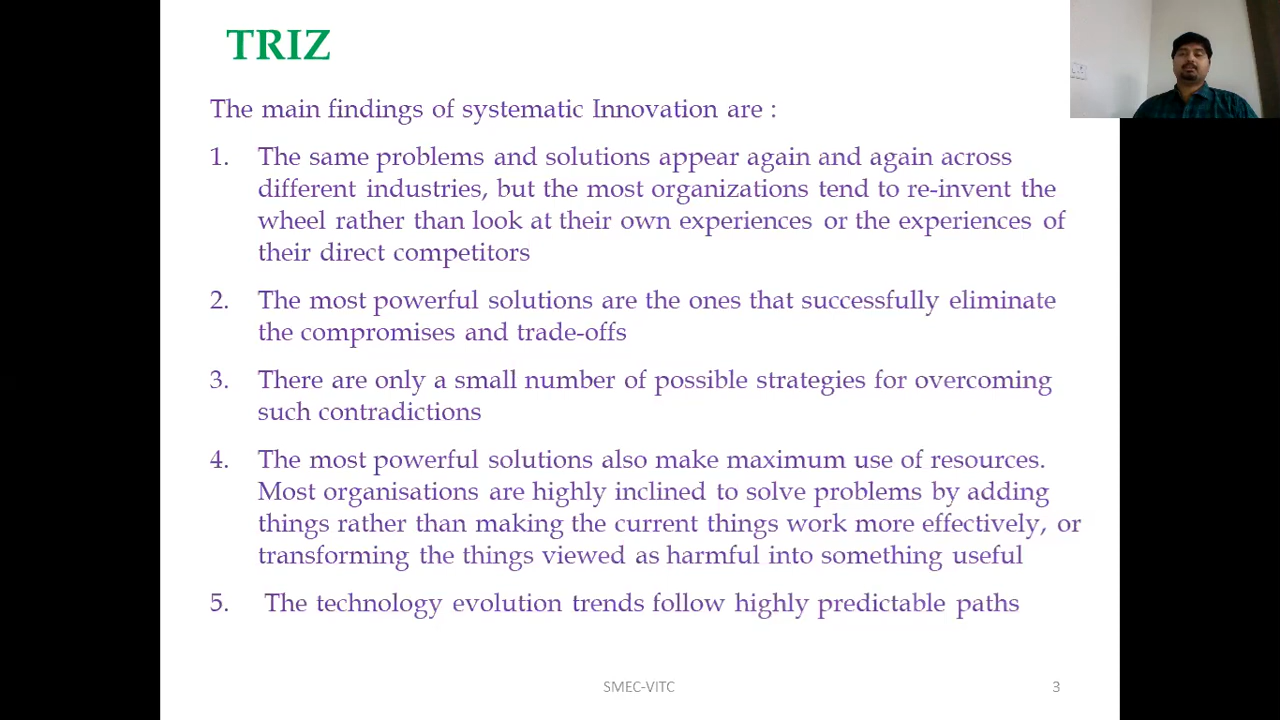 TRIZ
The main findings of systematic Innovation are :
1. The same problems and solutions appear again and again across
different industries, but the most organizations tend to re-invent the
wheel rather than look at their own experiences or the experiences of
their direct competitors
2. The most powerful solutions are the ones that successfully eliminate
the compromises and trade-offs
3. There are only a small number of possible strategies for overcoming
such contradictions
4. The most powerful solutions also make maximum use of resources.
Most organisations are highly inclined to solve problems by adding
things rather than making the current things work more effectively, or
transforming the things viewed as harmful into something useful
5. The technology evolution trends follow highly predictable paths
SMEC-VITC
3